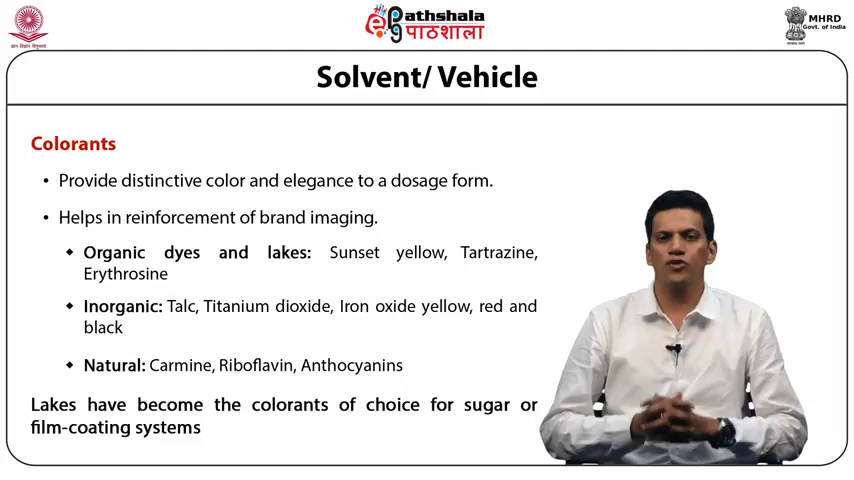 Pathshala
पाठशाला
MHRD
Govt. of India
Solvent/ Vehicle
Colorants
• Provide distinctive color and elegance to a dosage form.
• Helps in reinforcement of brand imaging.
Organic dyes and lakes: Sunset yellow, Tartrazine,
Erythrosine
Inorganic: Talc, Titanium dioxide, Iron oxide yellow, red and
black
Natural: Carmine, Riboflavin, Anthocyanins
Lakes have become the colorants of choice for sugar or
film-coating systems